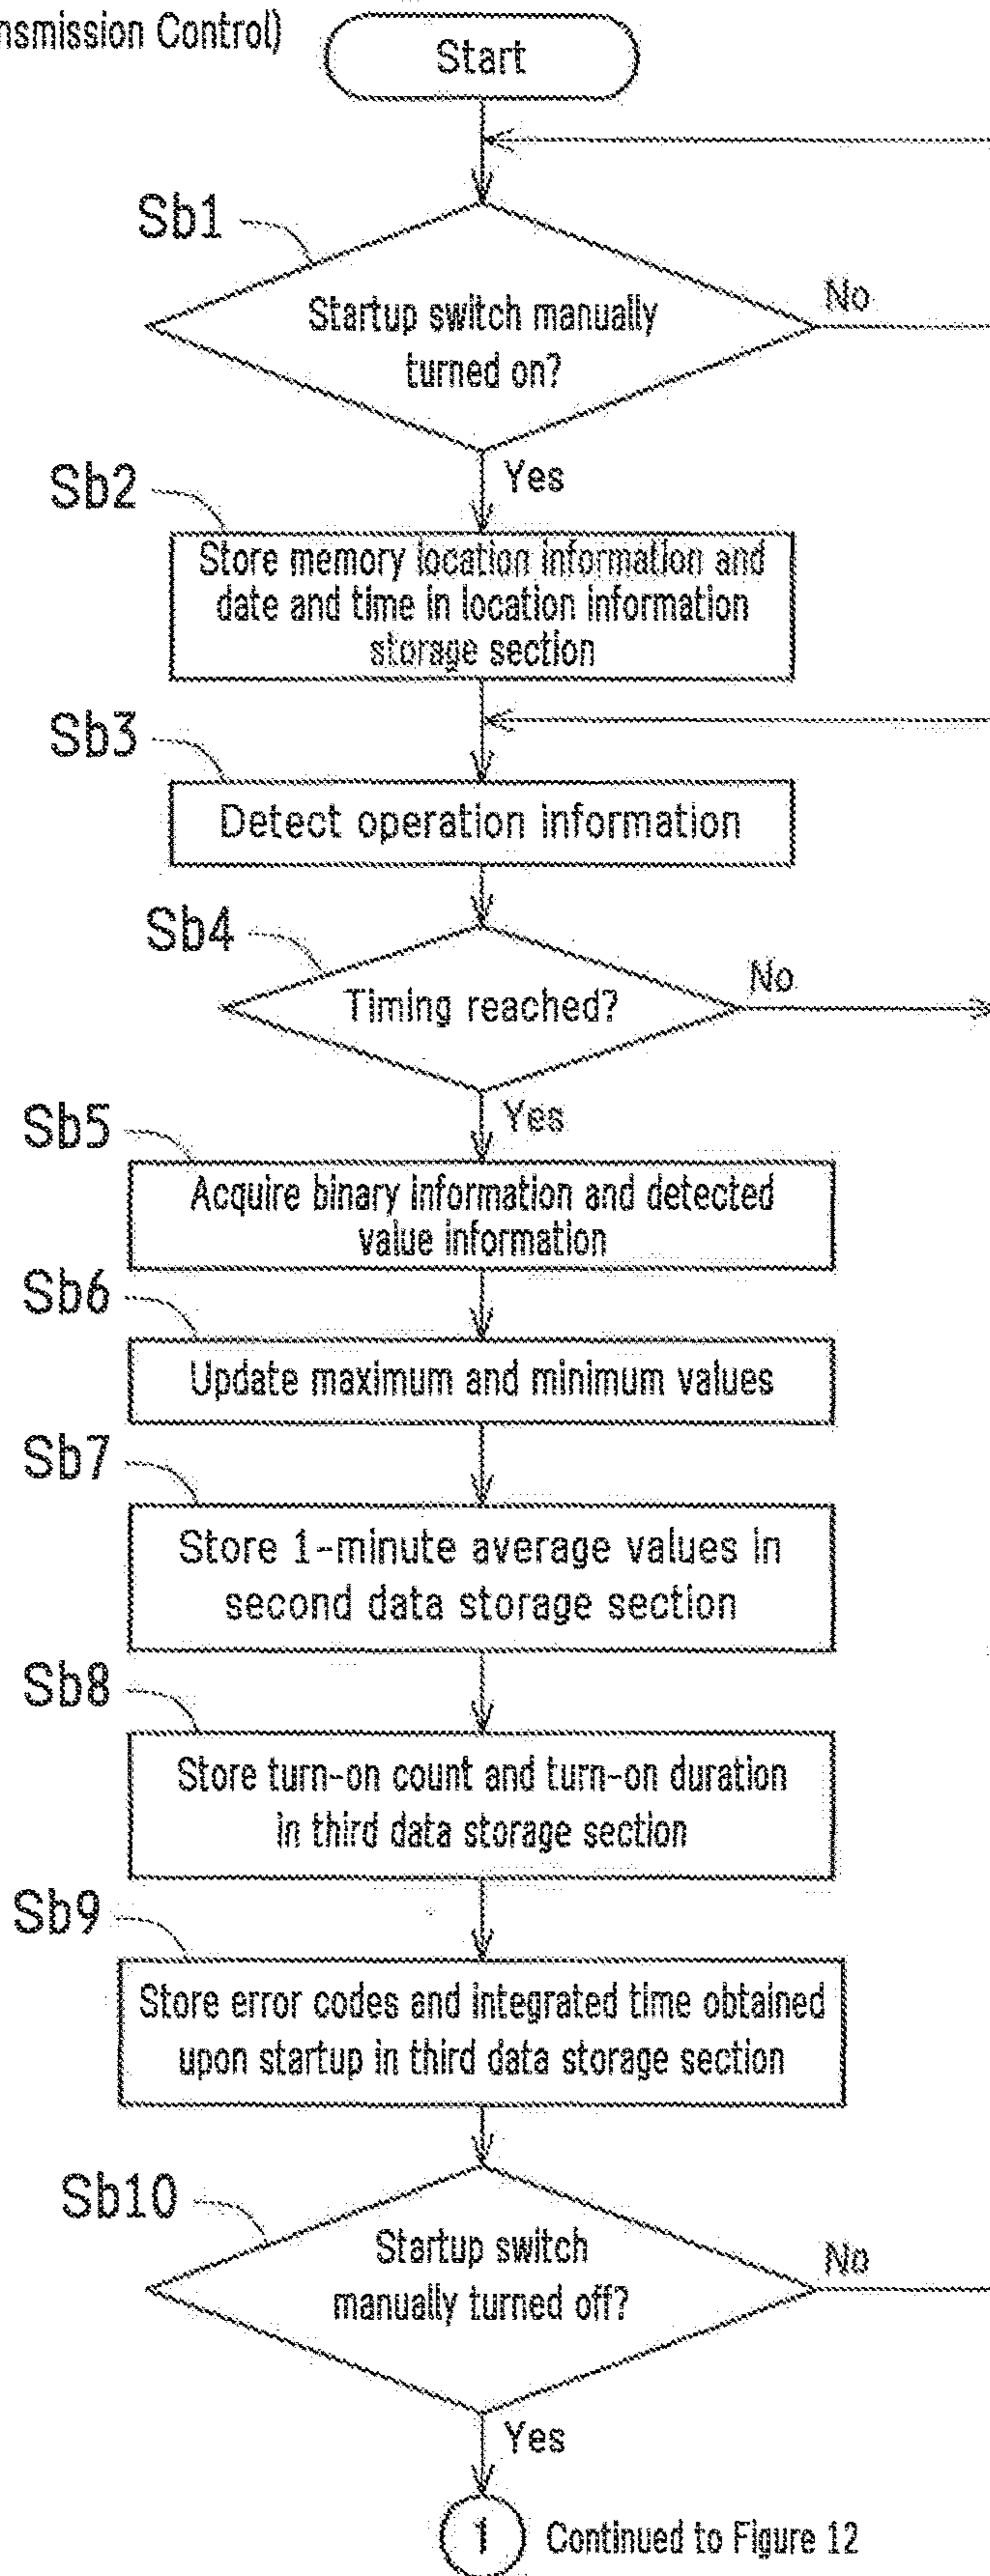 nsmission Control)
Start
Sb1
Startup switch manually
turned on?
No
Yes
Sb2
Store memory location information and
date and time in location information
storage section
Sb3
Detect operation information
Sb4
Timing reached?
No
Yes
Sb5
Acquire binary information and detected
value information
Sb6
Update maximum and minimum values
Sb7
Store 1-minute average values in
second data storage section
Sb8
Store turn-on count and turn-on duration
in third data storage section
Sb9
Store error codes and integrated time obtained
upon startup in third data storage section
Sb10
Startup switch
manually turned off?
No
Yes
1 Continued to Figure 12